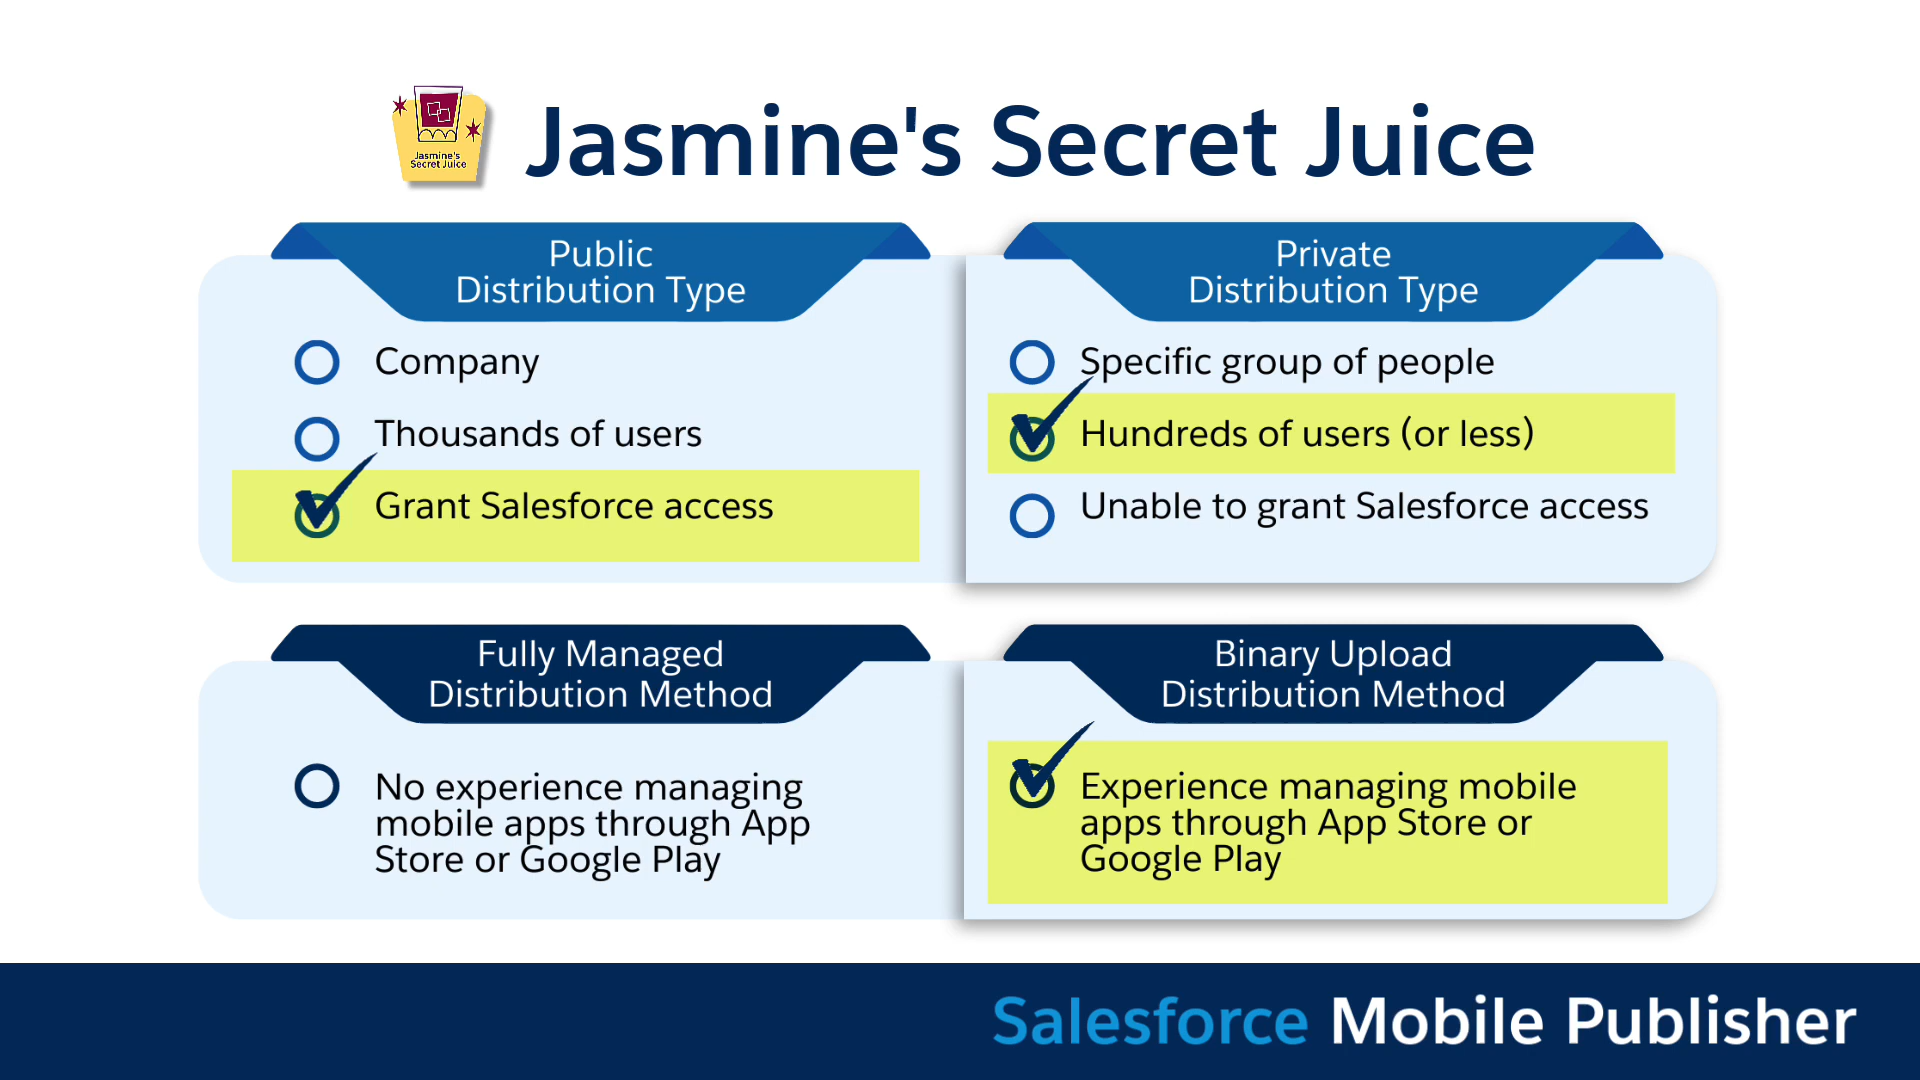 Jasmine's
Secret Juice
Jasmine's Secret Juice
Public
Distribution Type
Company
Thousands of users
Grant Salesforce access
Private
Distribution Type
Specific group of people
Hundreds of users (or less)
Unable to grant Salesforce access
Fully Managed
Distribution Method
No experience managing
mobile apps through App
Store or Google Play
Binary Upload
Distribution Method
Experience managing mobile
apps through App Store or
Google Play
Salesforce Mobile Publisher